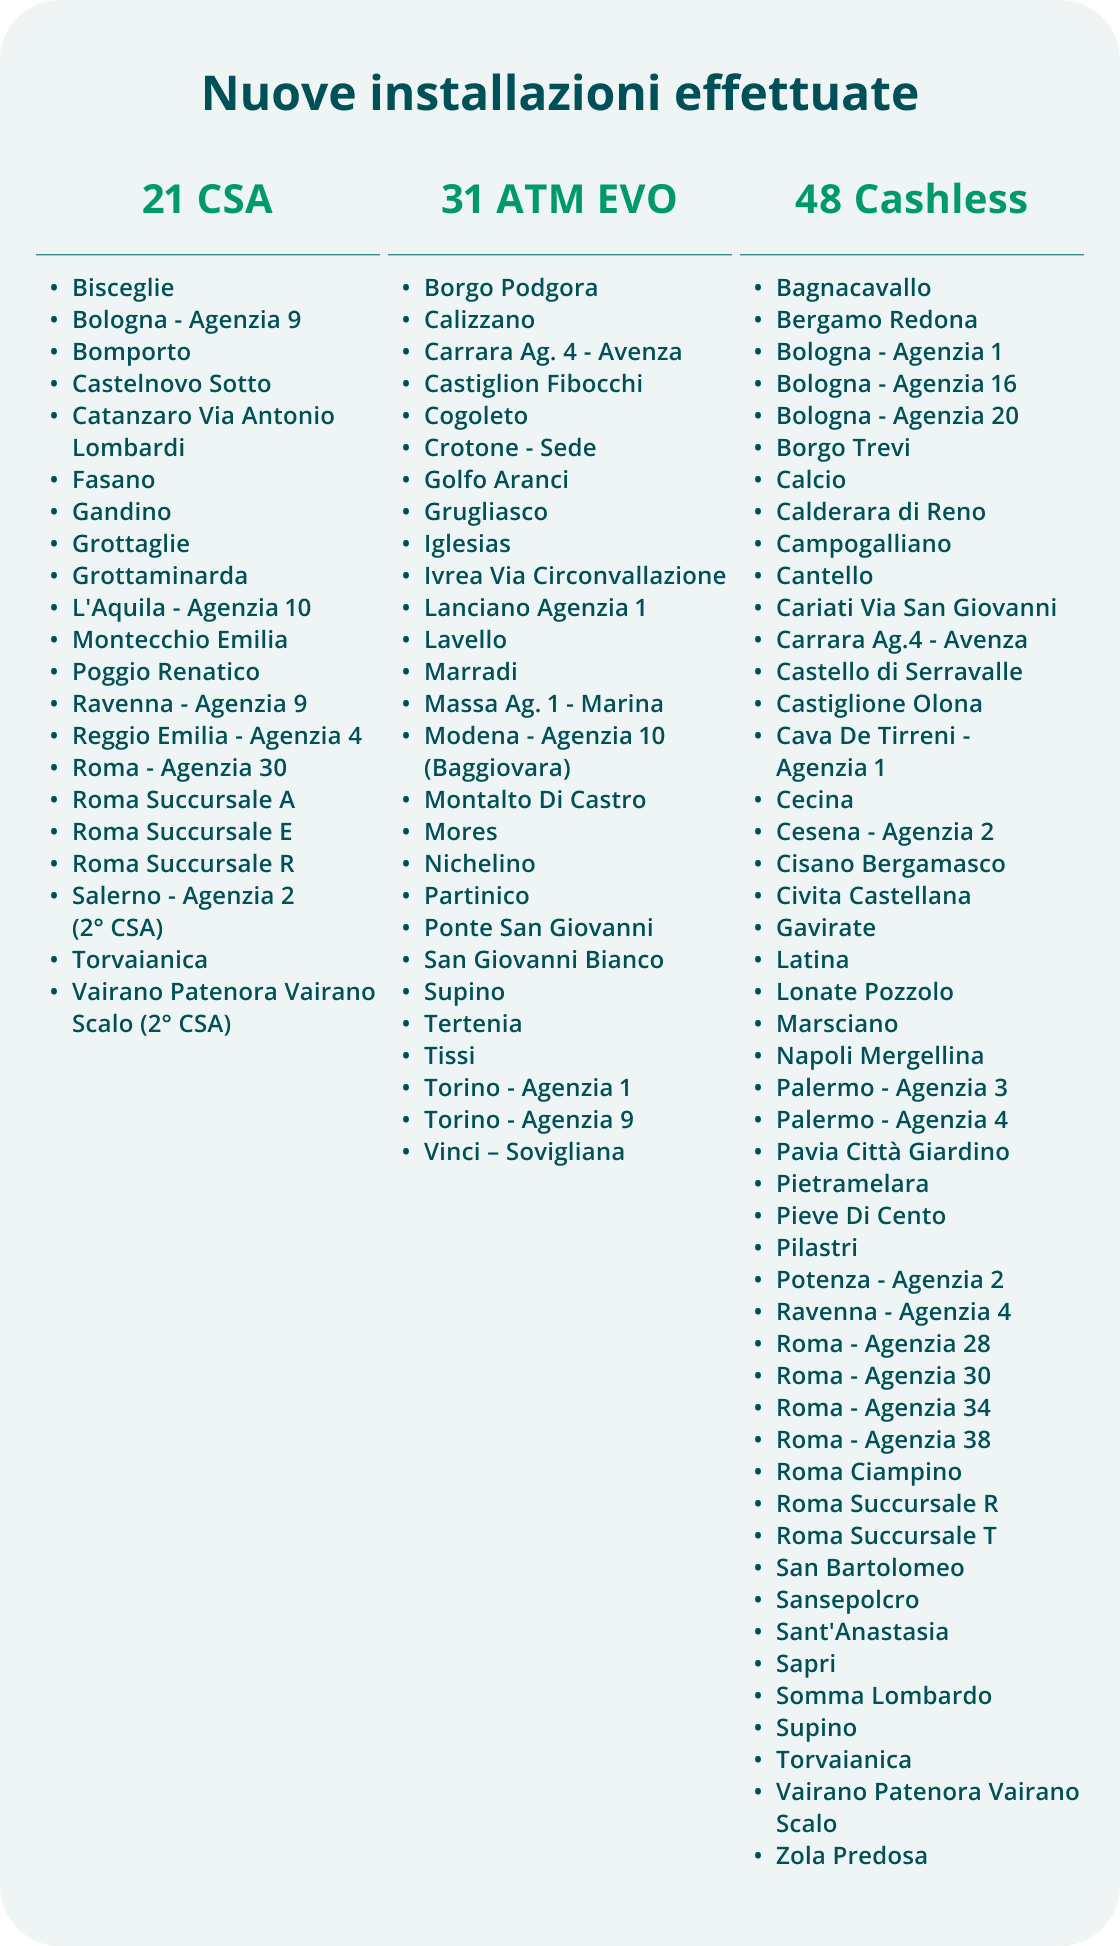 Nuove installazioni effettuate
21 CSA
• Bisceglie
• Bologna - Agenzia 9
• Bomporto
• Castelnovo Sotto
• Catanzaro Via Antonio
Lombardi
• Fasano
• Gandino
• Grottaglie
• Grottaminarda
• L'Aquila - Agenzia 10
• Montecchio Emilia
• Poggio Renatico
• Ravenna - Agenzia 9
• Reggio Emilia - Agenzia 4
• Roma - Agenzia 30
• Roma Succursale A
• Roma Succursale E
• Roma Succursale R
• Salerno - Agenzia 2
(2° CSA)
• Torvaianica
• Vairano Patenora Vairano
Scalo (2° CSA)
31 ATM EVO
• Borgo Podgora
• Calizzano
• Carrara Ag. 4 - Avenza
• Castiglion Fibocchi
• Cogoleto
• Crotone - Sede
• Golfo Aranci
• Grugliasco
• Iglesias
• Ivrea Via Circonvallazione
• Lanciano Agenzia 1
• Lavello
• Marradi
• Massa Ag. 1 - Marina
• Modena - Agenzia 10
(Baggiovara)
• Montalto Di Castro
• Mores
• Nichelino
• Partinico
• Ponte San Giovanni
• San Giovanni Bianco
• Supino
• Tertenia
• Tissi
• Torino - Agenzia 1
• Torino - Agenzia 9
• Vinci – Sovigliana
48 Cashless
• Bagnacavallo
• Bergamo Redona
• Bologna - Agenzia 1
• Bologna - Agenzia 16
• Bologna - Agenzia 20
• Borgo Trevi
• Calcio
• Calderara di Reno
• Campogalliano
• Cantello
• Cariati Via San Giovanni
• Carrara Ag.4 - Avenza
• Castello di Serravalle
• Castiglione Olona
• Cava De Tirreni -
Agenzia 1
• Cecina
• Cesena - Agenzia 2
• Cisano Bergamasco
• Civita Castellana
• Gavirate
• Latina
• Lonate Pozzolo
• Marsciano
• Napoli Mergellina
• Palermo - Agenzia 3
• Palermo - Agenzia 4
• Pavia Città Giardino
• Pietramelara
• Pieve Di Cento
• Pilastri
• Potenza - Agenzia 2
• Ravenna - Agenzia 4
• Roma - Agenzia 28
• Roma - Agenzia 30
• Roma - Agenzia 34
• Roma - Agenzia 38
• Roma Ciampino
• Roma Succursale R
• Roma Succursale T
• San Bartolomeo
• Sansepolcro
• Sant'Anastasia
• Sapri
• Somma Lombardo
• Supino
• Torvaianica
• Vairano Patenora Vairano
Scalo
• Zola Predosa